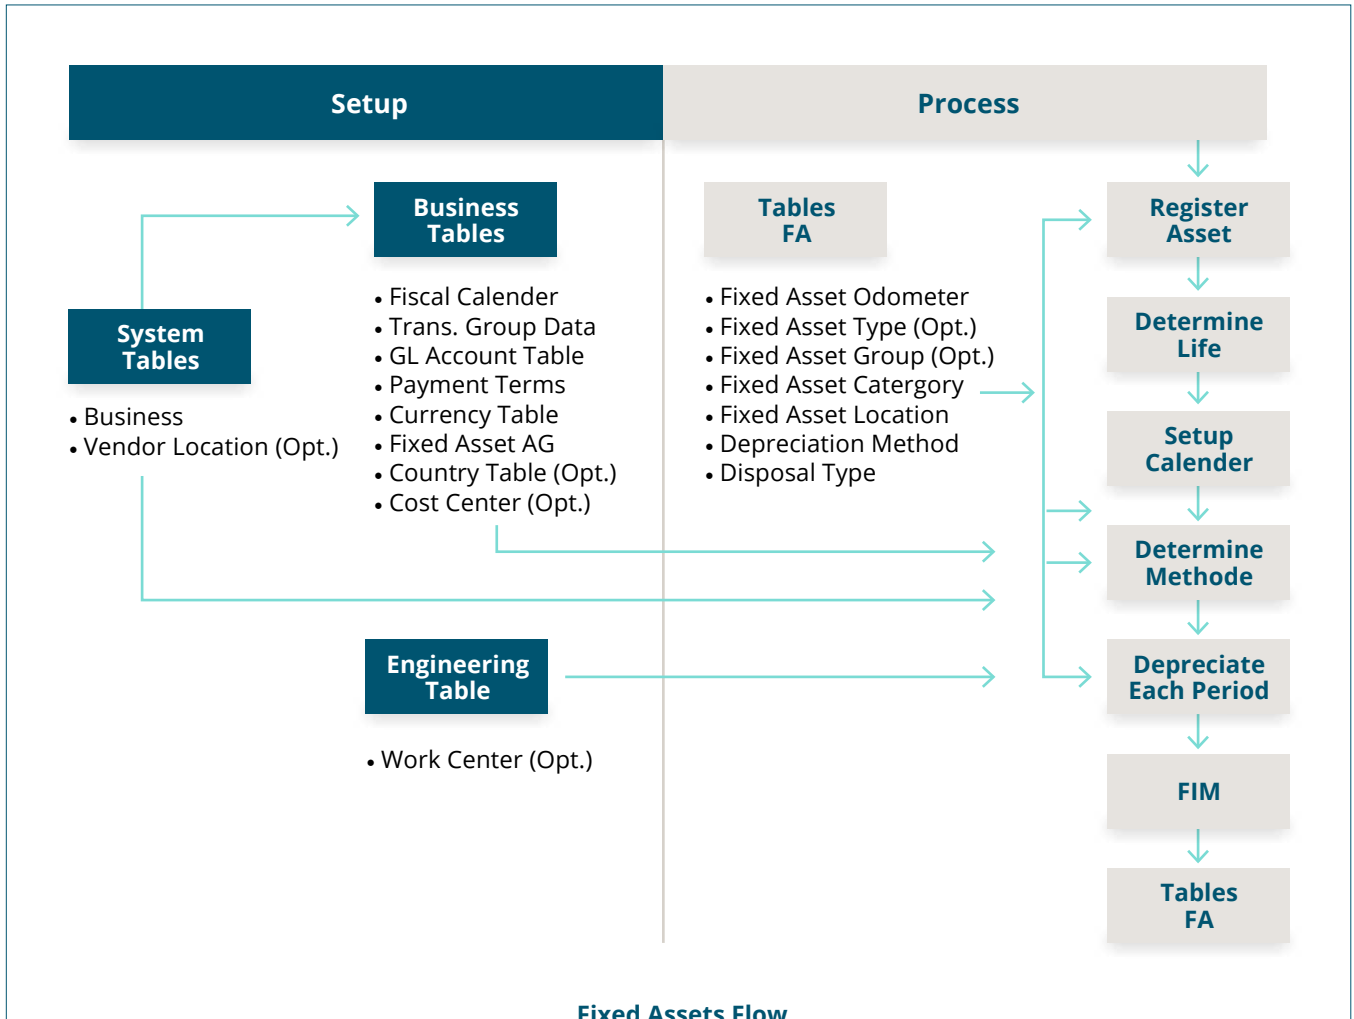 Setup
Process
System
Tables
• Business
• Vendor Location (Opt.)
Business
Tables
• Fiscal Calender
• Trans. Group Data
• GL Account Table
• Payment Terms
• Currency Table
• Fixed Asset AG
• Country Table (Opt.)
• Cost Center (Opt.)
Engineering
Table
• Work Center (Opt.)
Tables
FA
• Fixed Asset Odometer
• Fixed Asset Type (Opt.)
• Fixed Asset Group (Opt.)
• Fixed Asset Catergory
• Fixed Asset Location
• Depreciation Method
• Disposal Type
Register
Asset
Determine
Life
Setup
Calender
Determine
Methode
Depreciate
Each Period
FIM
Tables
FA
Fixed Assets Flow